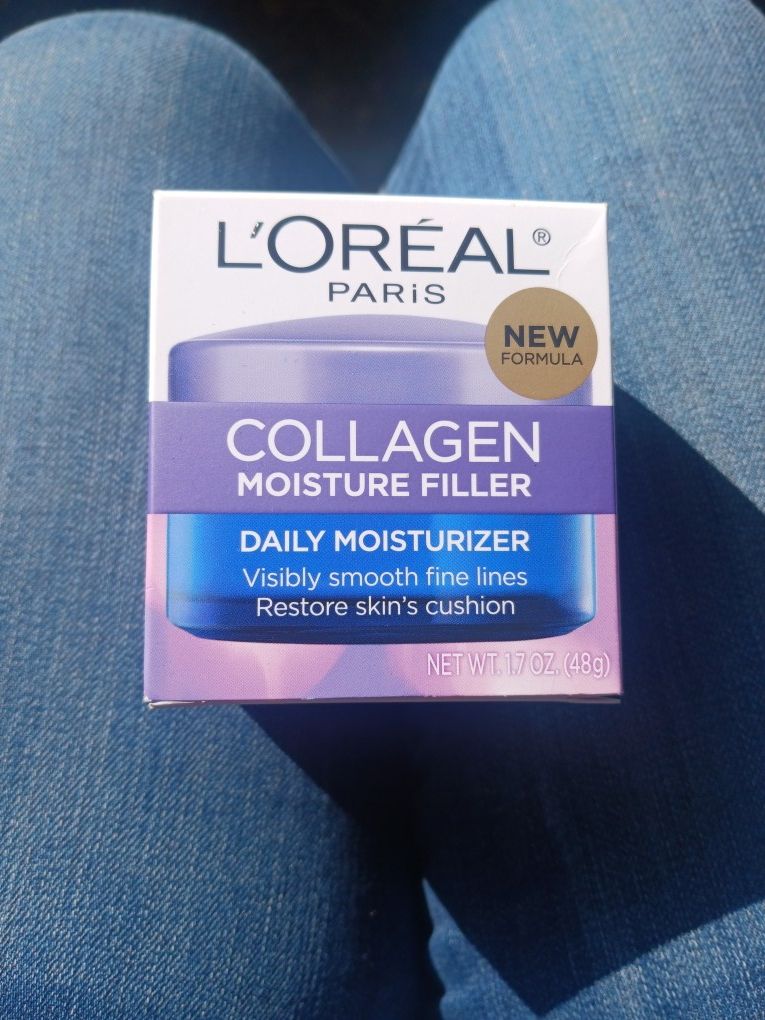 L'ORÉAL®
PARiS
NEW
FORMULA
COLLAGEN
MOISTURE FILLER
DAILY MOISTURIZER
Visibly smooth fine lines
Restore skin's cushion
NET WT. 1.7 OZ. (48g)